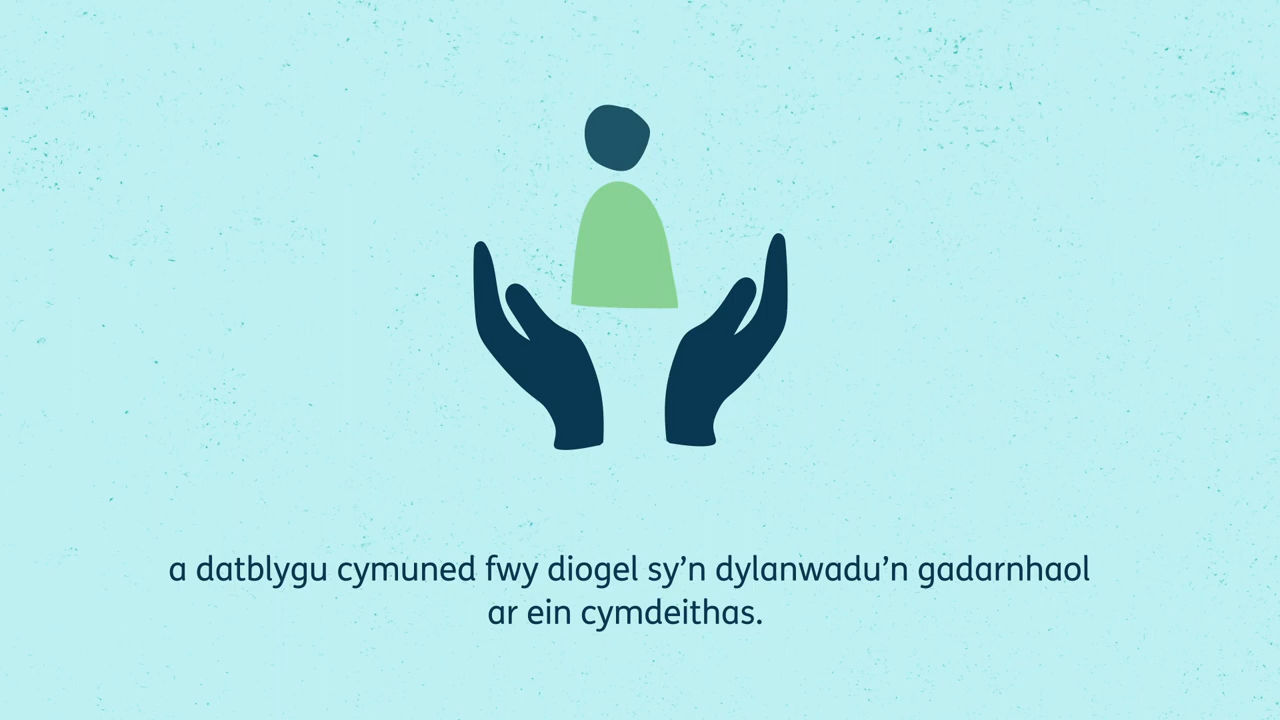 a datblygu cymuned fwy diogel sy’n dylanwadu’n gadarnhaol
ar ein cymdeithas.